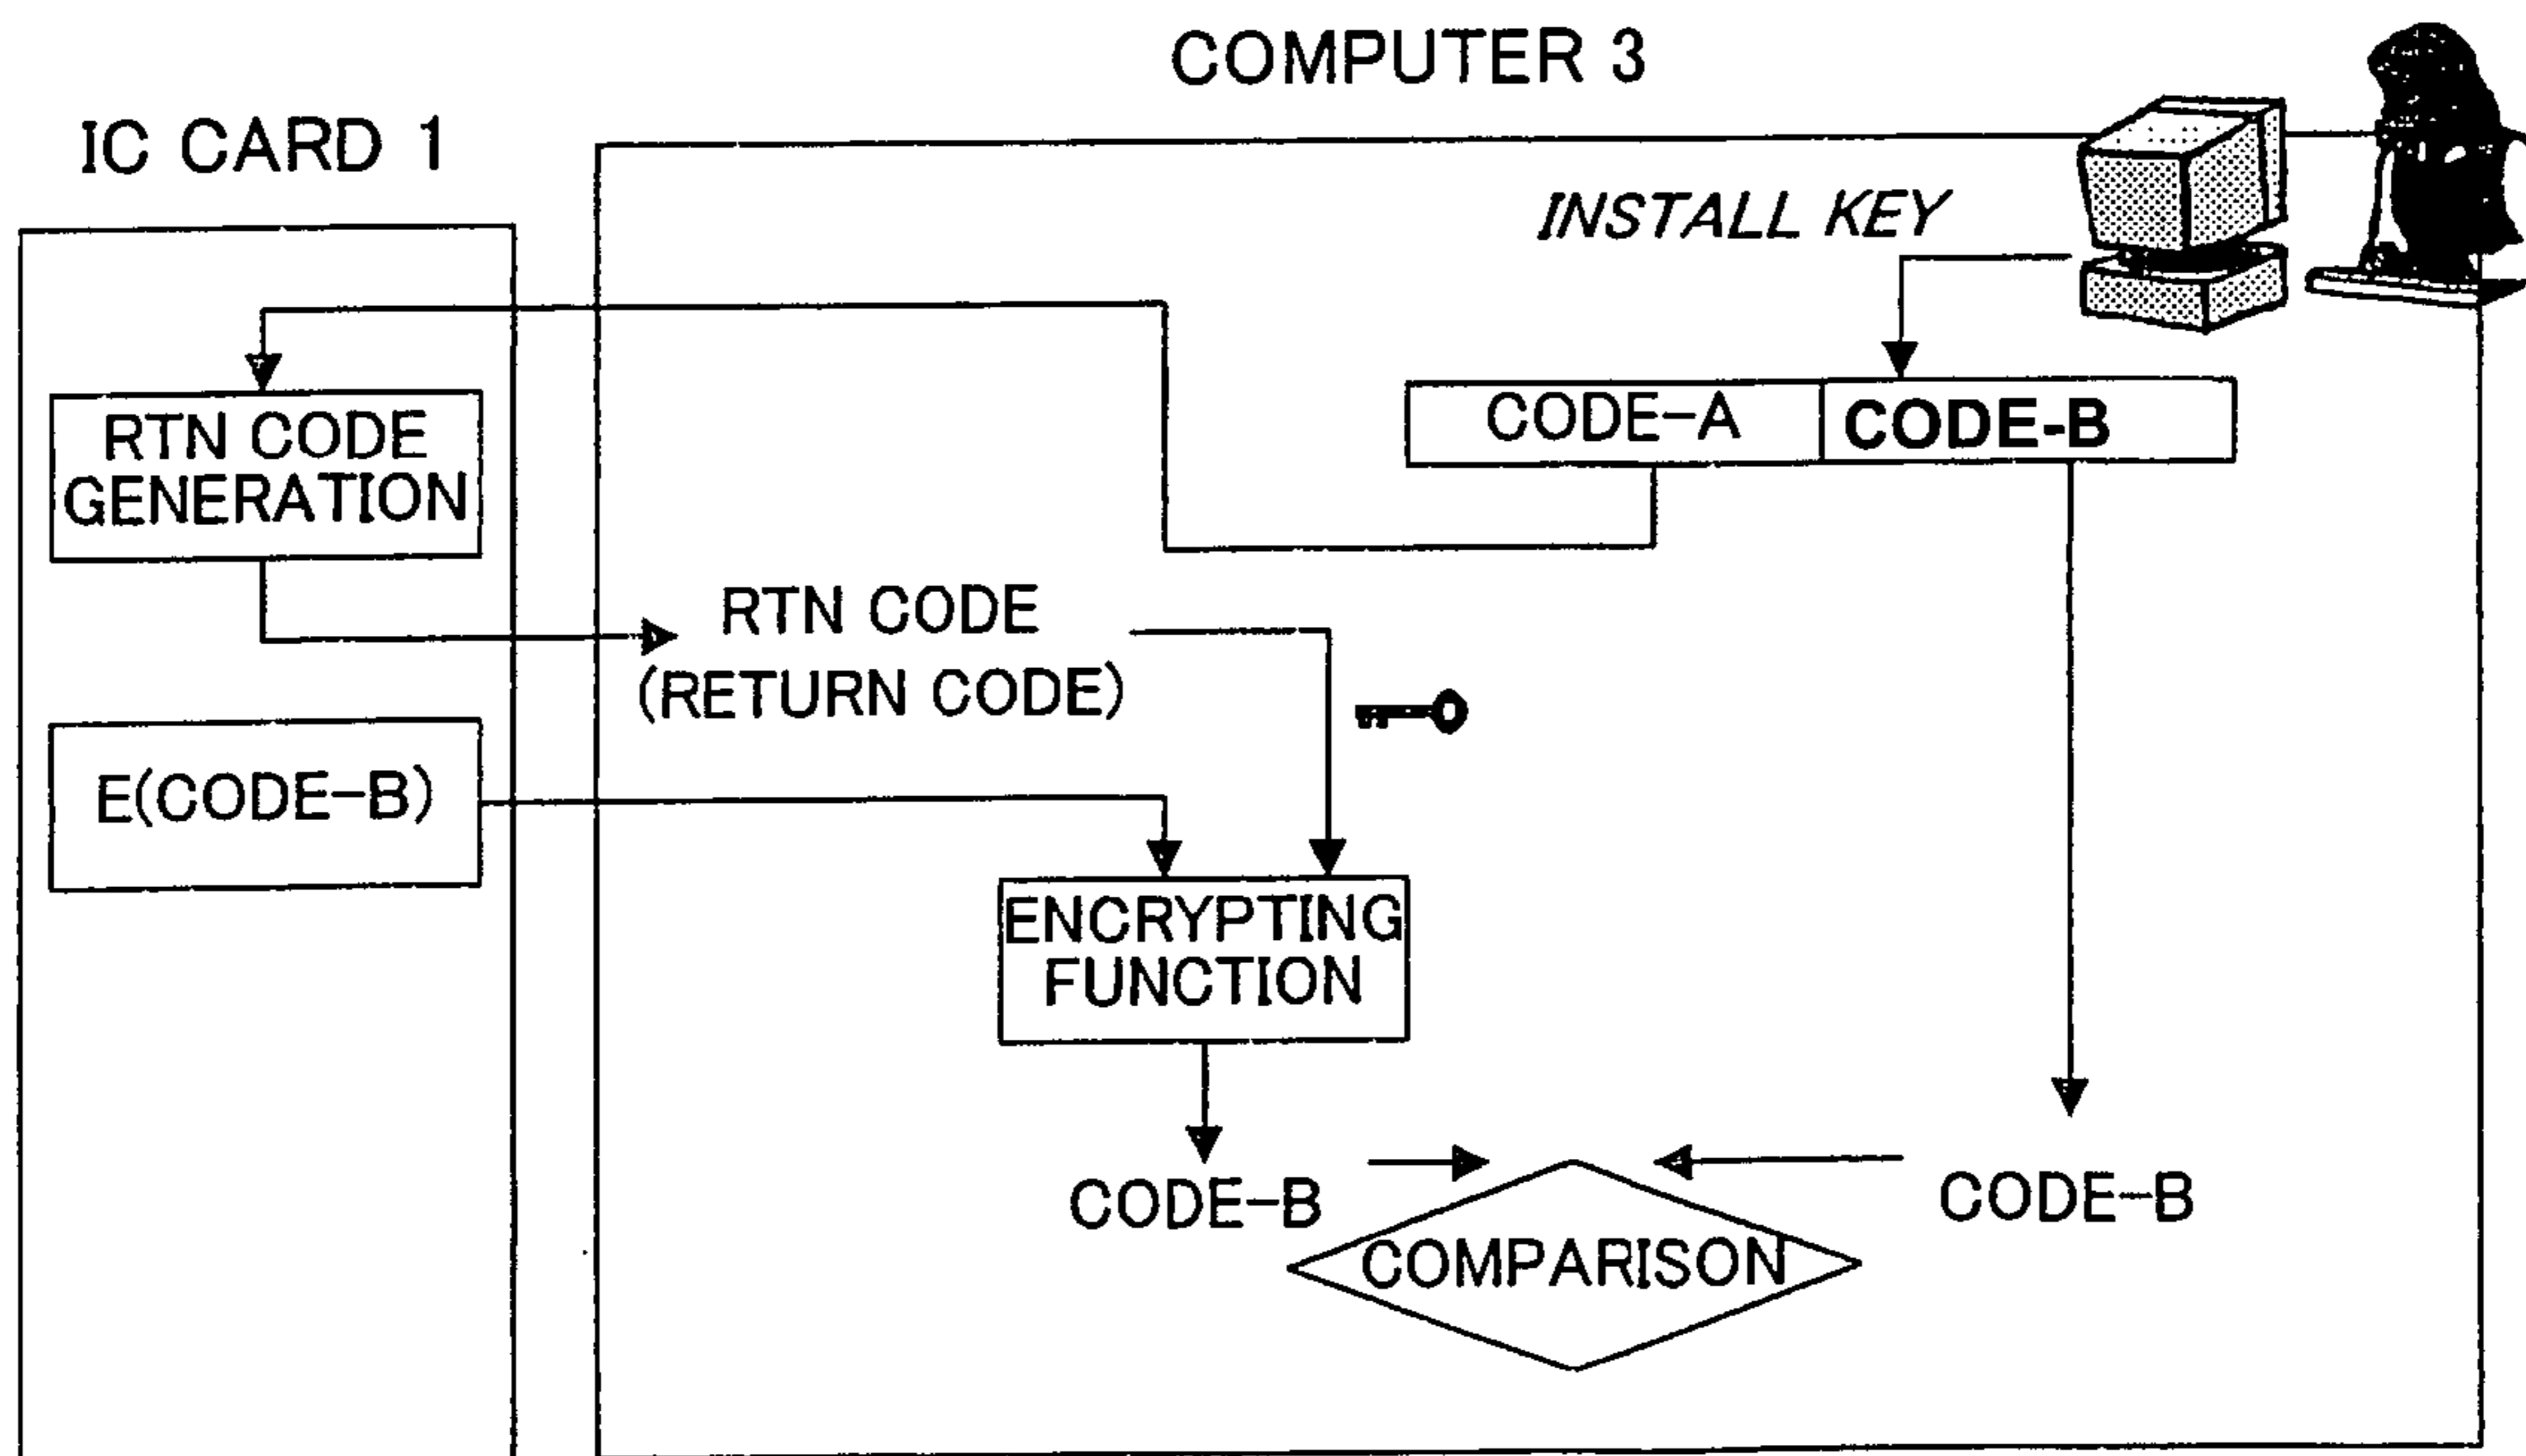 COMPUTER 3
IC CARD 1
INSTALL KEY
CODE-A
CODE-B
RTN CODE
GENERATION
RTN CODE
(RETURN CODE)
E(CODE-B)
ENCRYPTING
FUNCTION
CODE-B
CODE-B
COMPARISON